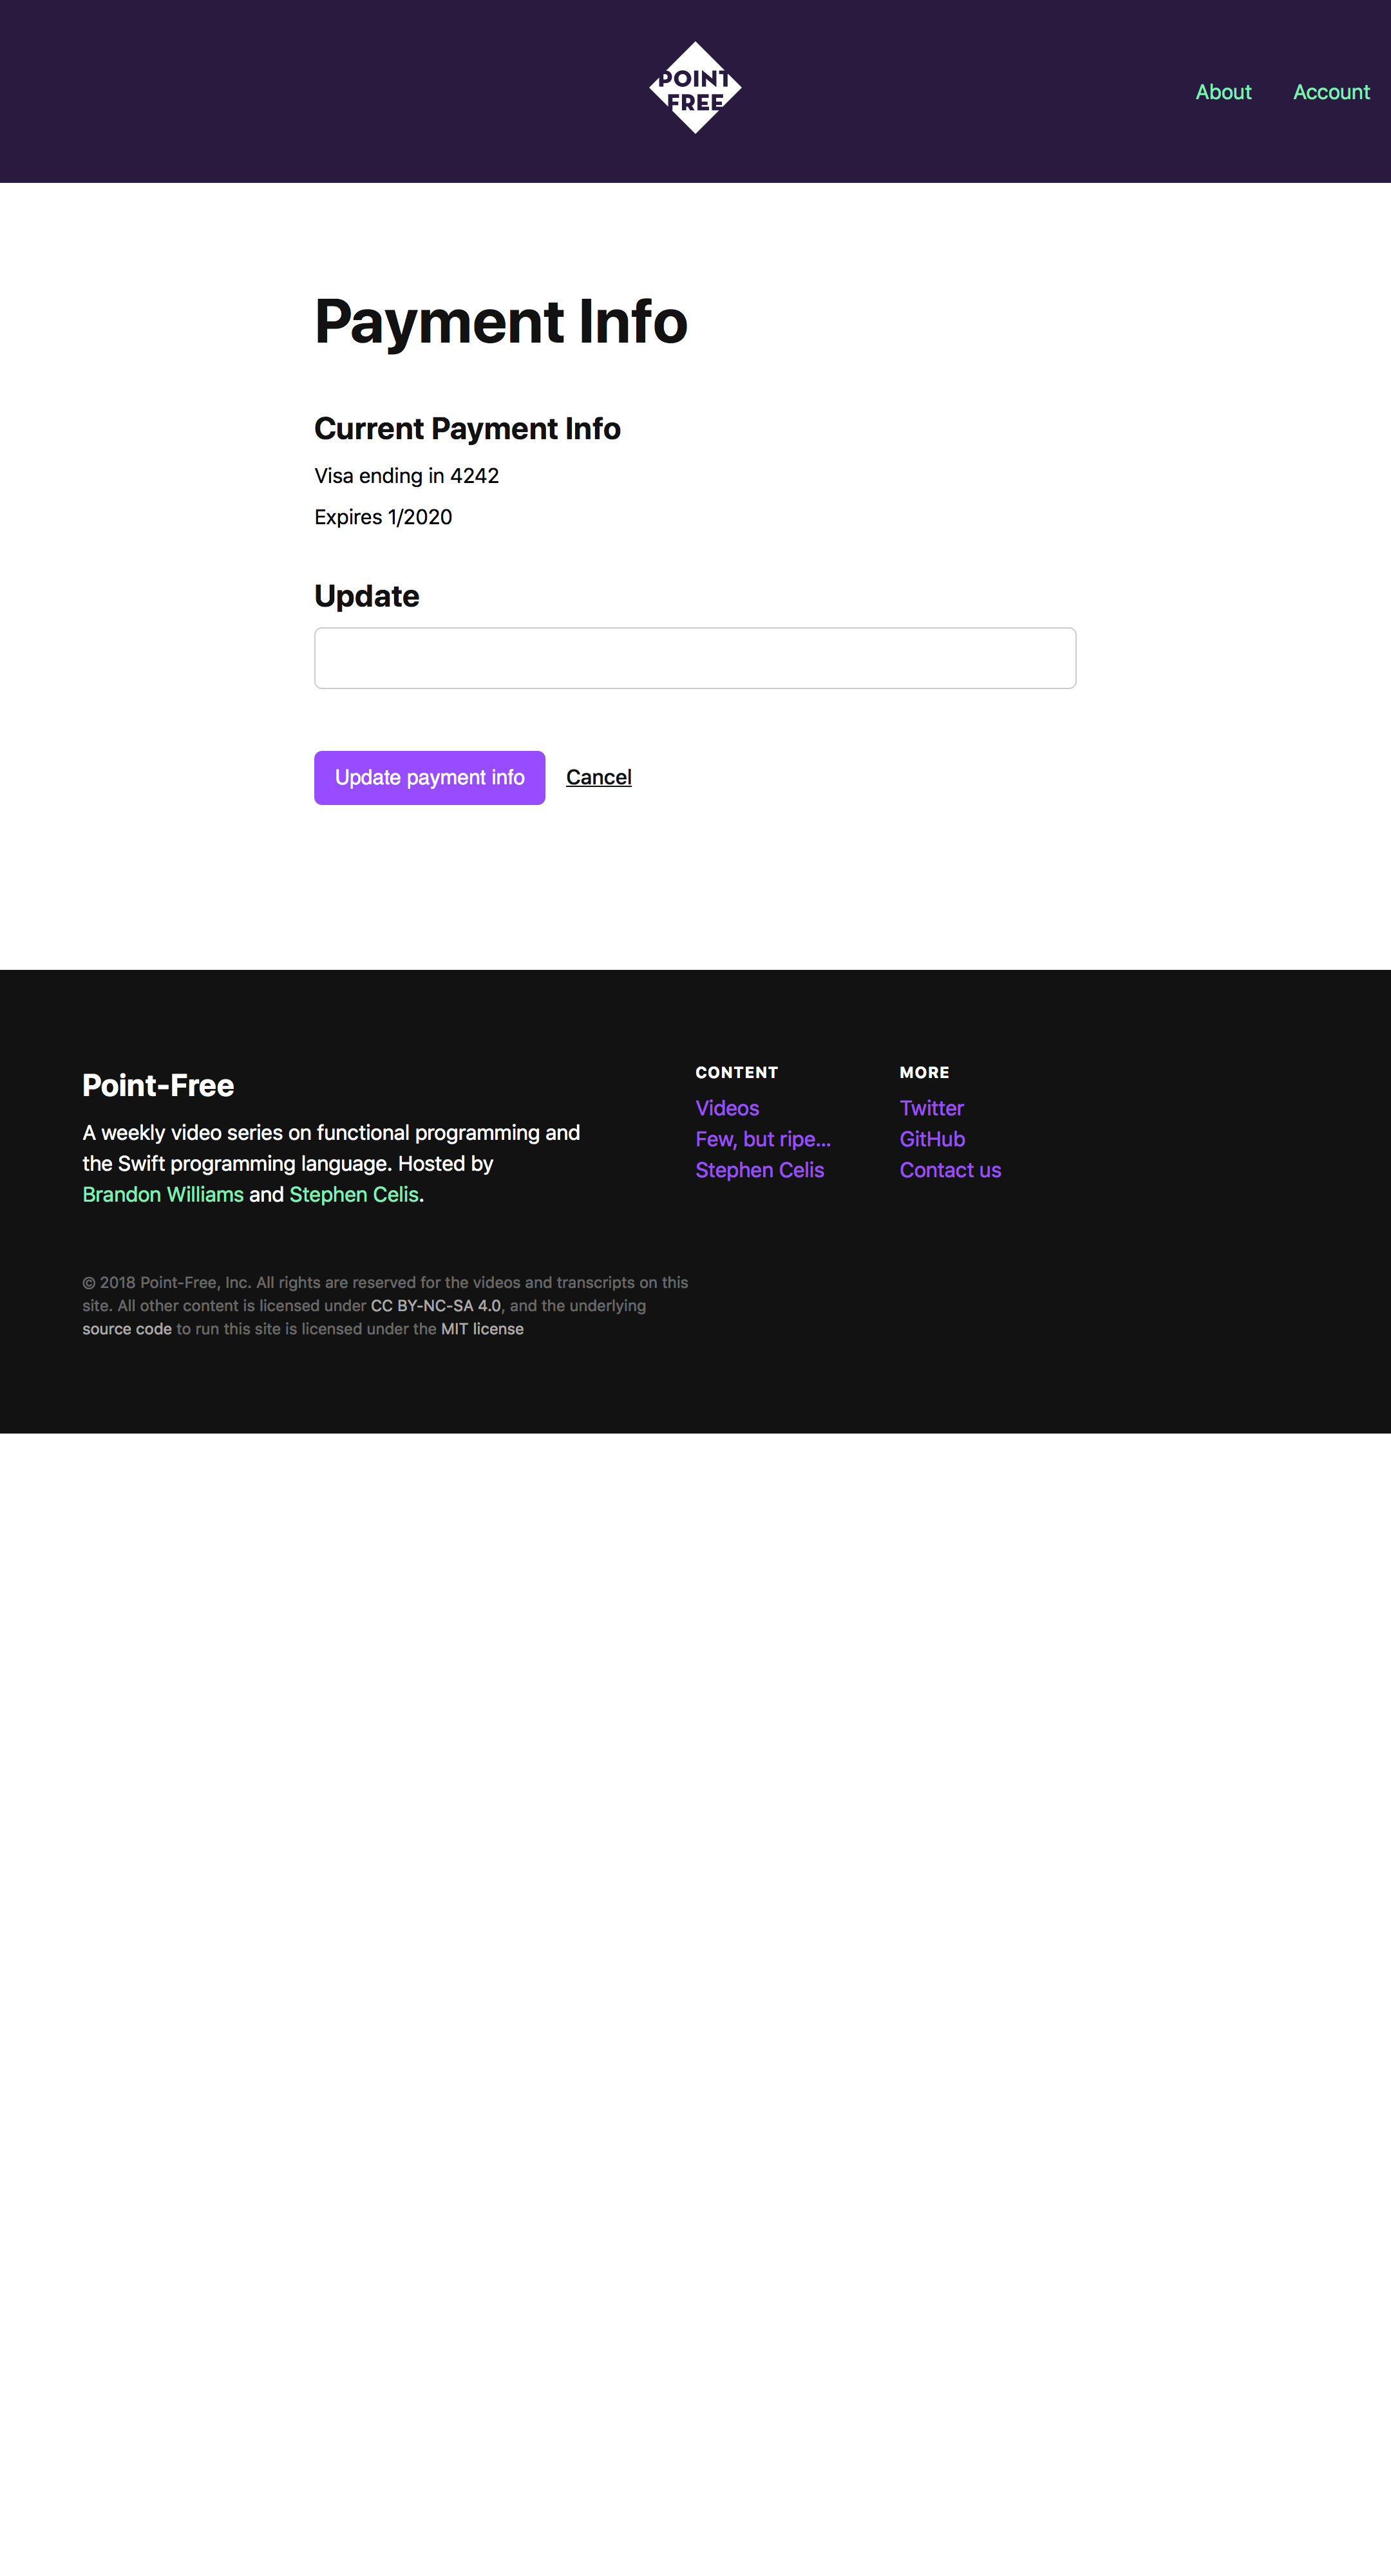 POINT
FREE
About Account
Payment Info
Current Payment Info
Visa ending in 4242
Expires 1/2020
Update
Update payment info Cancel
Point-Free
A weekly video series on functional programming and
the Swift programming language. Hosted by
Brandon Williams and Stephen Celis.
CONTENT
Videos
Few, but ripe...
Stephen Celis
MORE
Twitter
GitHub
Contact us
© 2018 Point-Free, Inc. All rights are reserved for the videos and transcripts on this
site. All other content is licensed under CC BY-NC-SA 4.0, and the underlying
source code to run this site is licensed under the MIT license